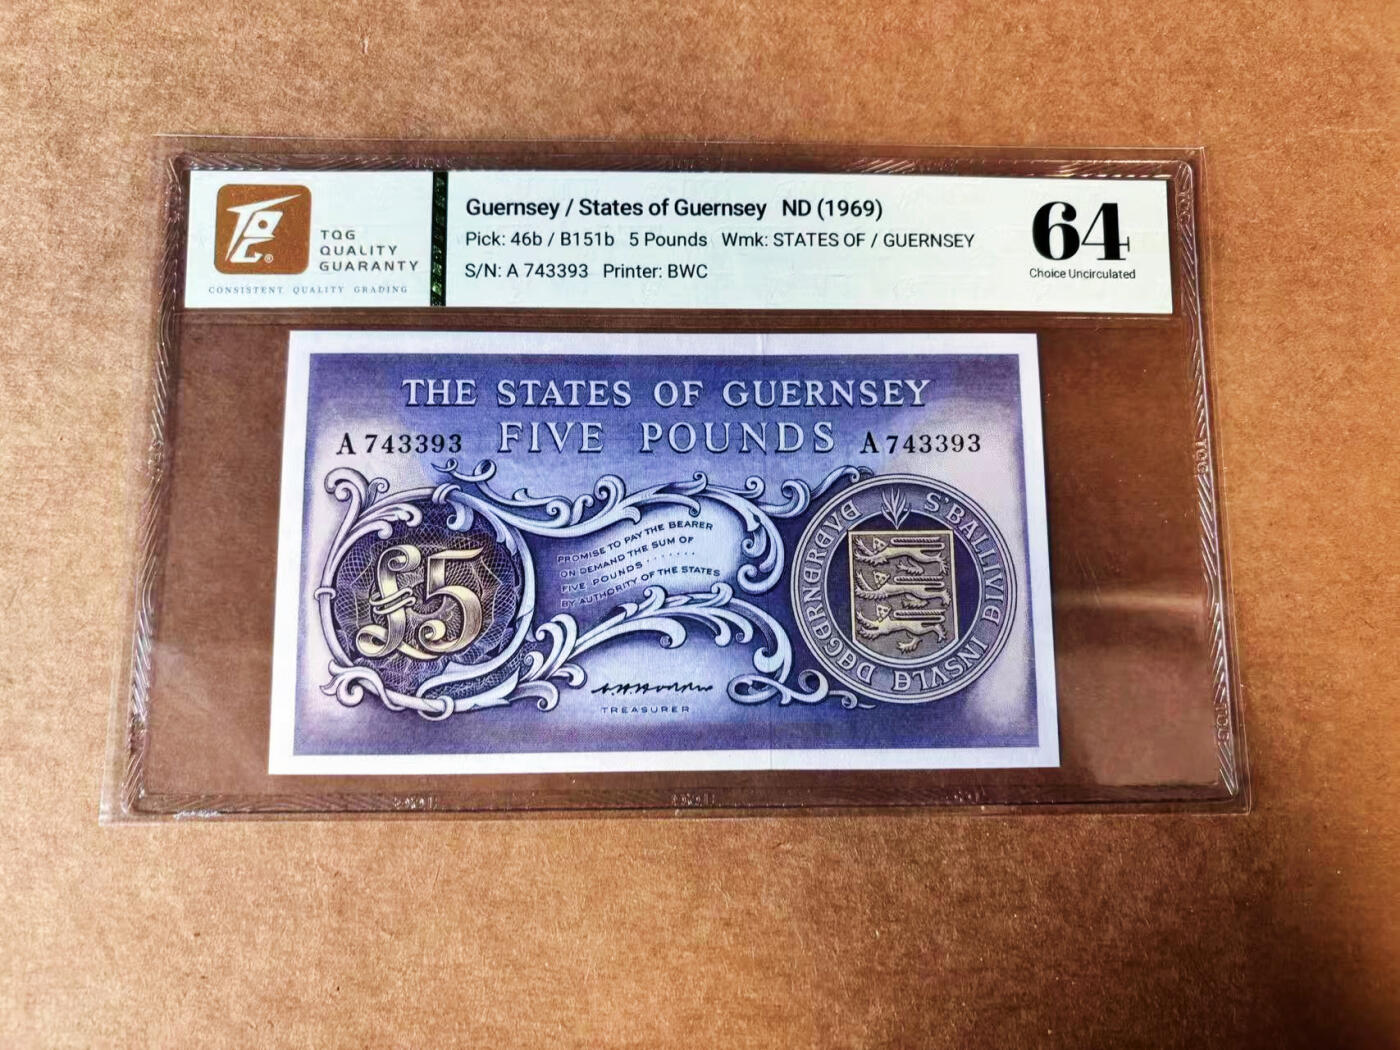 TQG
QUALITY
GUARANTY
CONSISTENT QUALITY GRADING
Guernsey / States of Guernsey ND (1969)
Pick: 46b / B151b 5 Pounds Wmk: STATES OF / GUERNSEY
S/N: A 743393 Printer: BWC
64
Choice Uncirculated
THE STATES OF GUERNSEY
A 743393 FIVE POUNDS A 743393
PROMISE TO PAY THE BEARER
ON DEMAND THE SUM OF
FIVE POUNDS .......
BY AUTHORITY OF THE STATES
£5
S'BALLIVIE INSVLE DEGERNEREYE
TREASURER